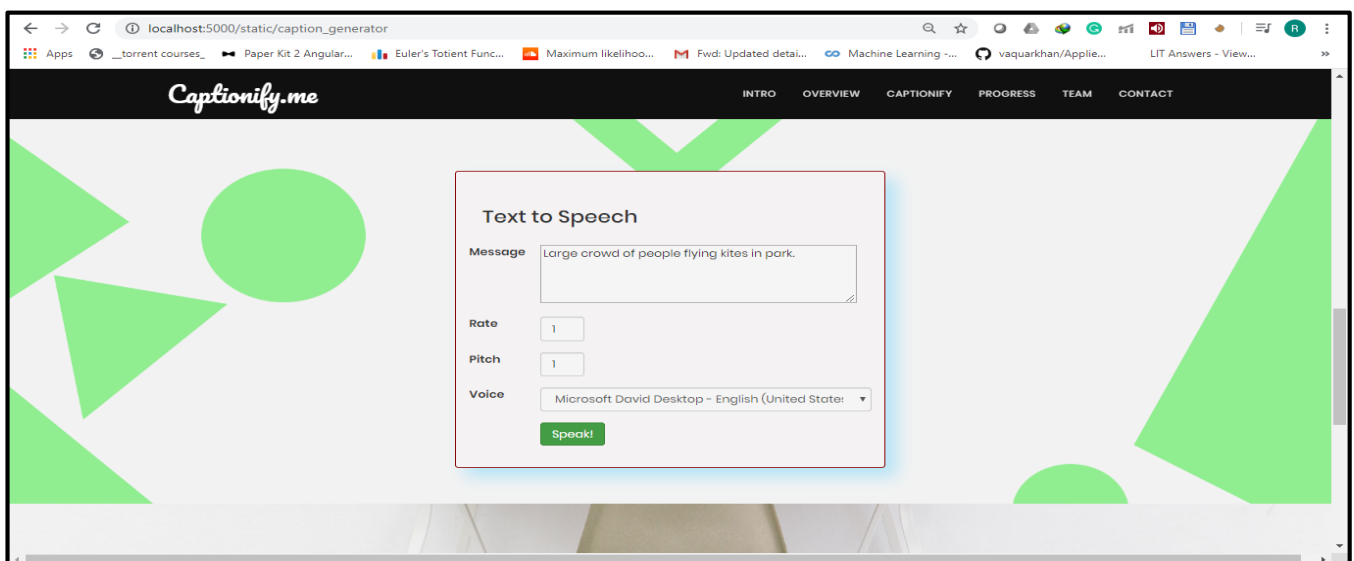 localhost:5000/static/caption_generator
Apps __torrent courses_ Paper Kit 2 Angular... Euler's Totient Func... Maximum likelihoo... Fwd: Updated detai... Machine Learning -... vaquarkhan/Applie... LIT Answers - View... »
Captionify.me INTRO OVERVIEW CAPTIONIFY PROGRESS TEAM CONTACT
Text to Speech
Message Large crowd of people flying kites in park.
Rate 1
Pitch 1
Voice Microsoft David Desktop - English (United States
Speak!